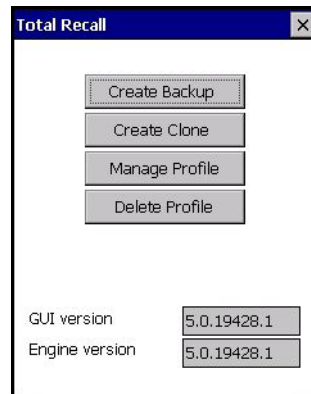 Total Recall
Create Backup
Create Clone
Manage Profile
Delete Profile
GUI version 5.0.19428.1
Engine version 5.0.19428.1